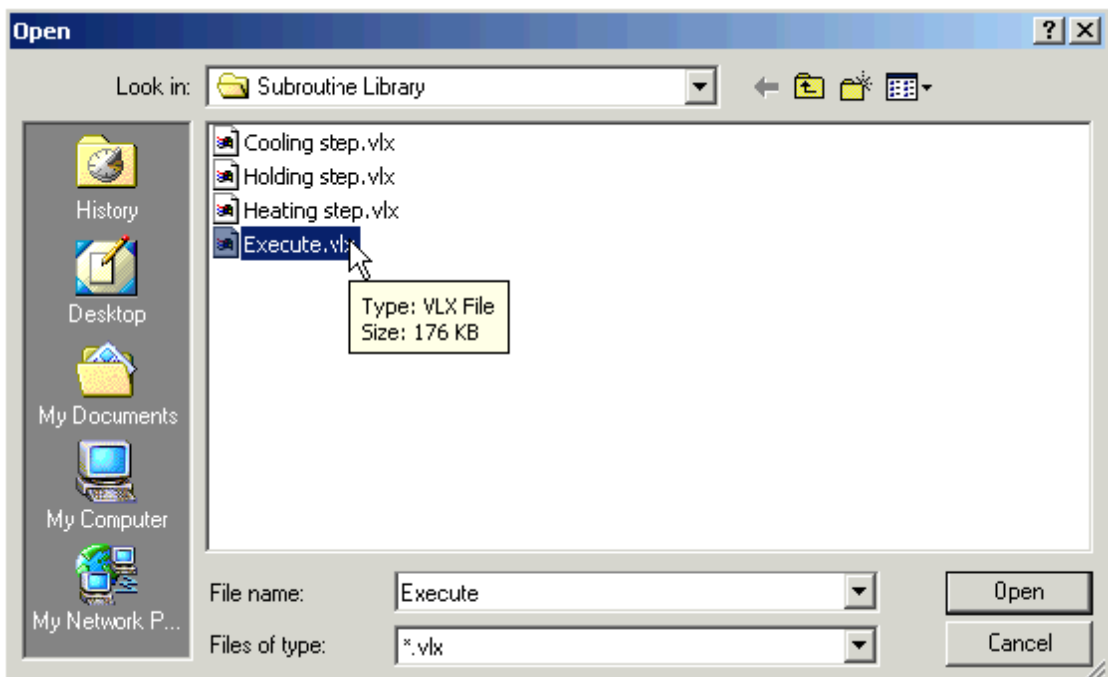 Open
Look in: Subroutine Library
Cooling step.vlx
Holding step.vlx
Heating step.vlx
Execute.vlx
Type: VLX File
Size: 176 KB
History
Desktop
My Documents
My Computer
My Network P...
File name: Execute Open
Files of type: *.vlx Cancel